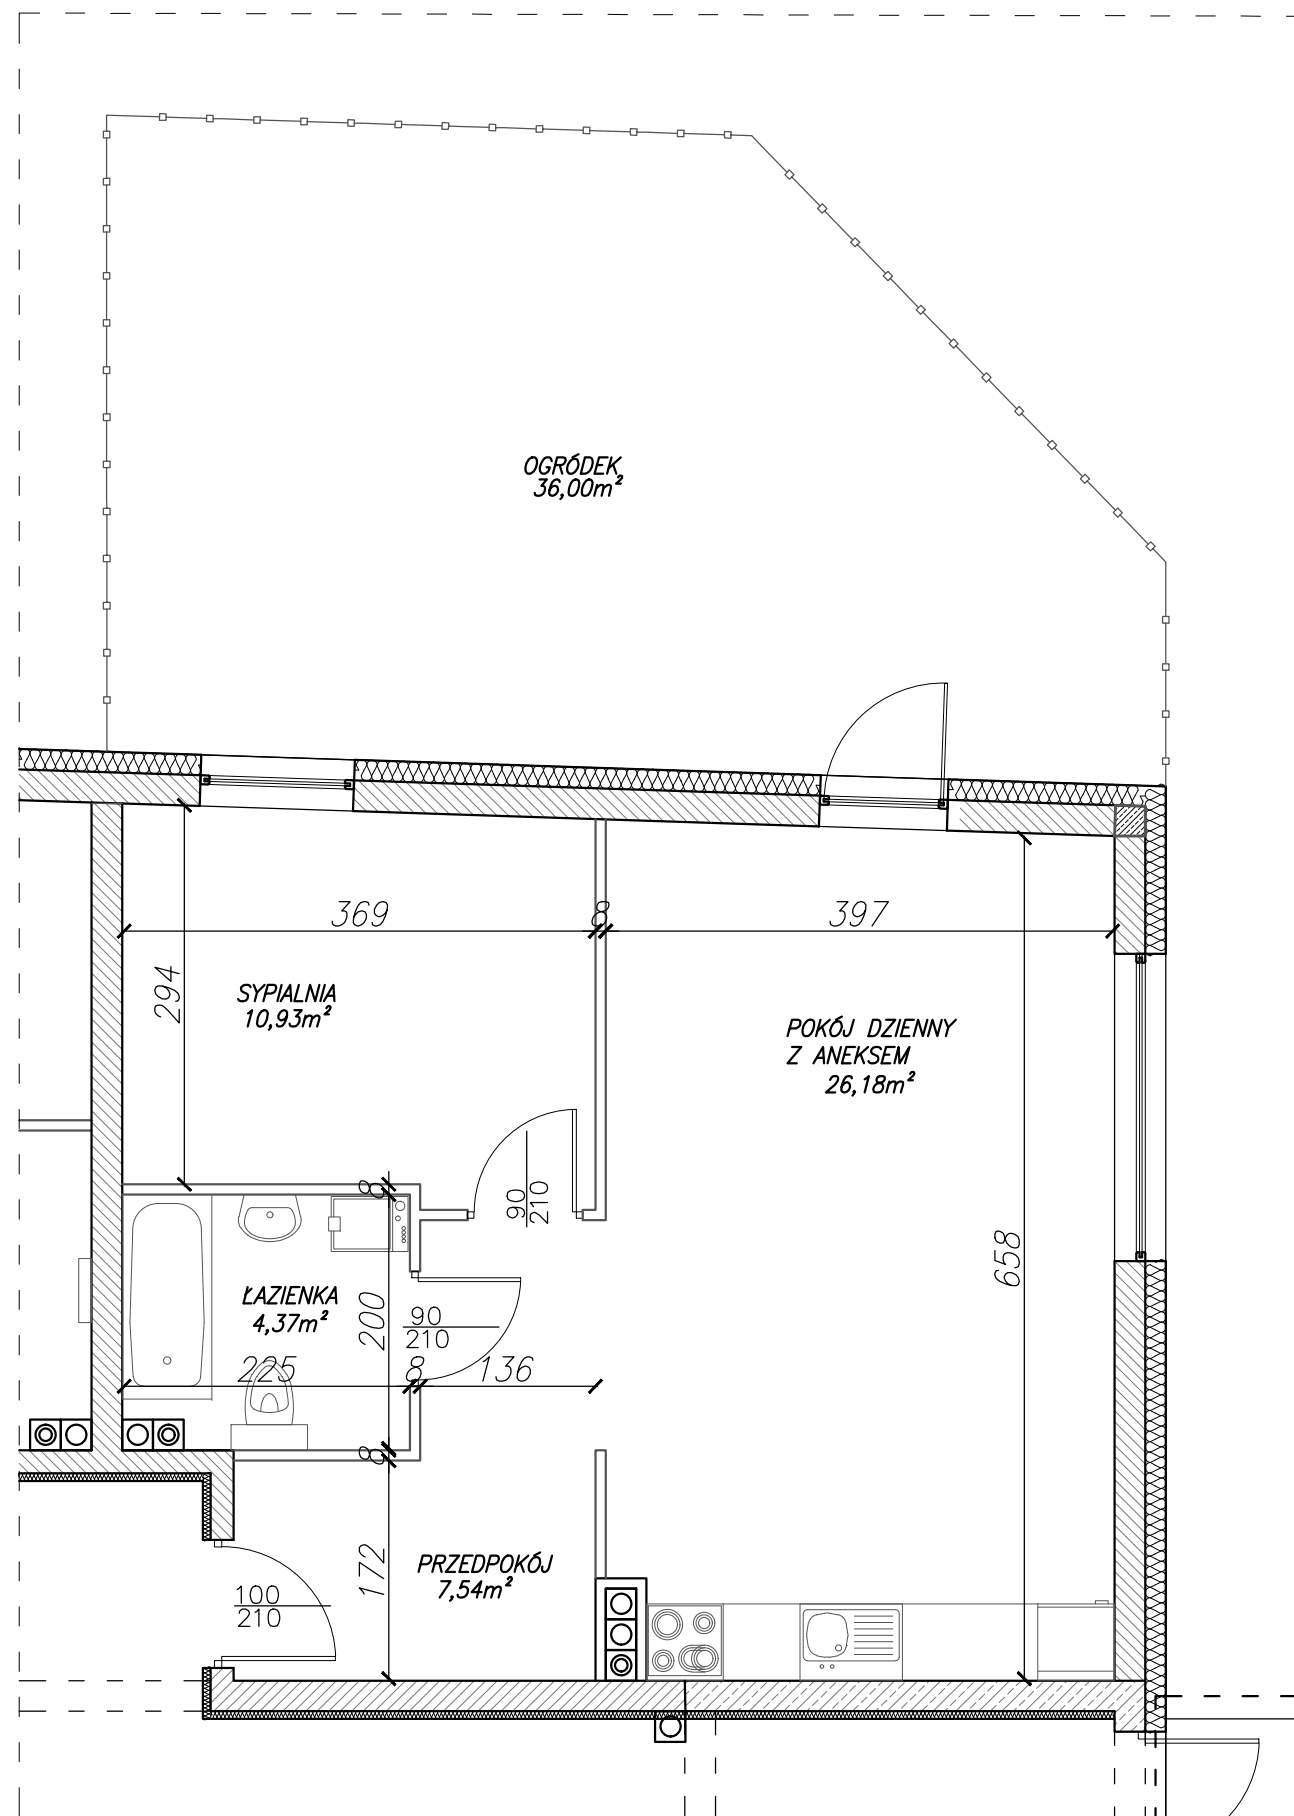 OGRÓDEK
36,00m²
369
8
397
294
SYPIALNIA
10,93m²
POKÓJ DZIENNY
Z ANEKSEM
26,18m²
8
90
210
658
ŁAZIENKA
4,37m²
200
90
210
225
8
136
8
172
PRZEDPOKÓJ
7,54m²
100
210